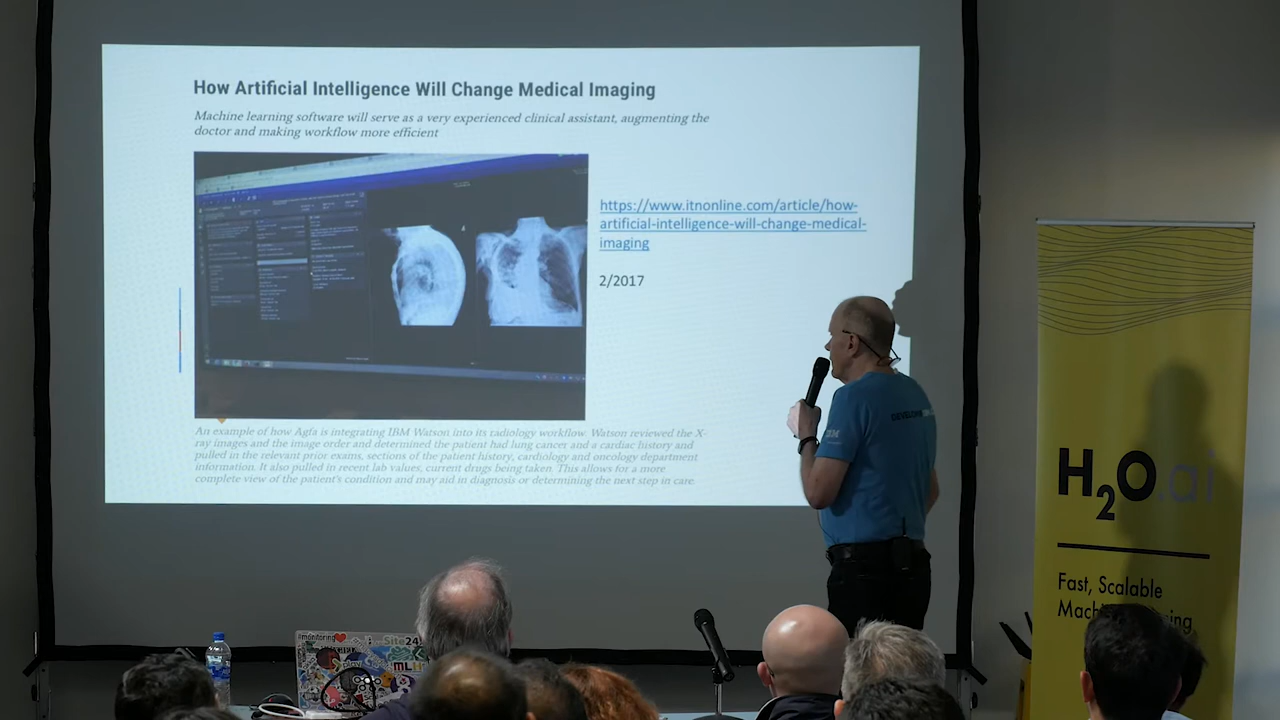 How Artificial Intelligence Will Change Medical Imaging
Machine learning software will serve as a very experienced clinical assistant, augmenting the
doctor and making workflow more efficient
https://www.itnonline.com/article/how-
artificial-intelligence-will-change-medical-
imaging
2/2017
An example of how Agfa is integrating IBM Watson into its radiology workflow. Watson reviewed the X-
ray images and the image order and determined the patient had lung cancer and a cardiac history and
pulled in the relevant prior exams, sections of the patient history, cardiology and oncology department
information. It also pulled in recent lab values, current drugs being taken. This allows for a more
complete view of the patient's condition and may aid in diagnosis or determining the next step in care.
IBM
H2O.ai
Fast, Scalable
#monitoring
Site24